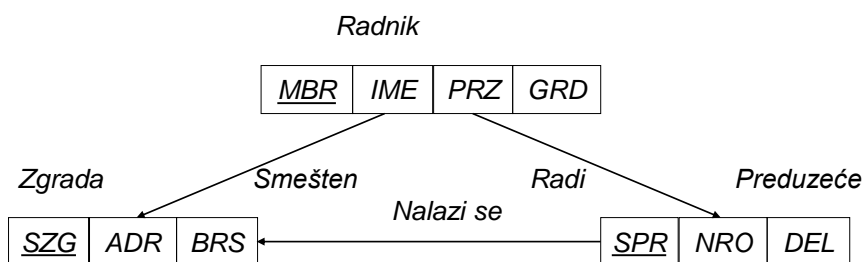 Radnik
MBR IME PRZ GRD
Zgrada Smešten Radi Preduzeće
Nalazi se
SZG ADR BRS SPR NRO DEL